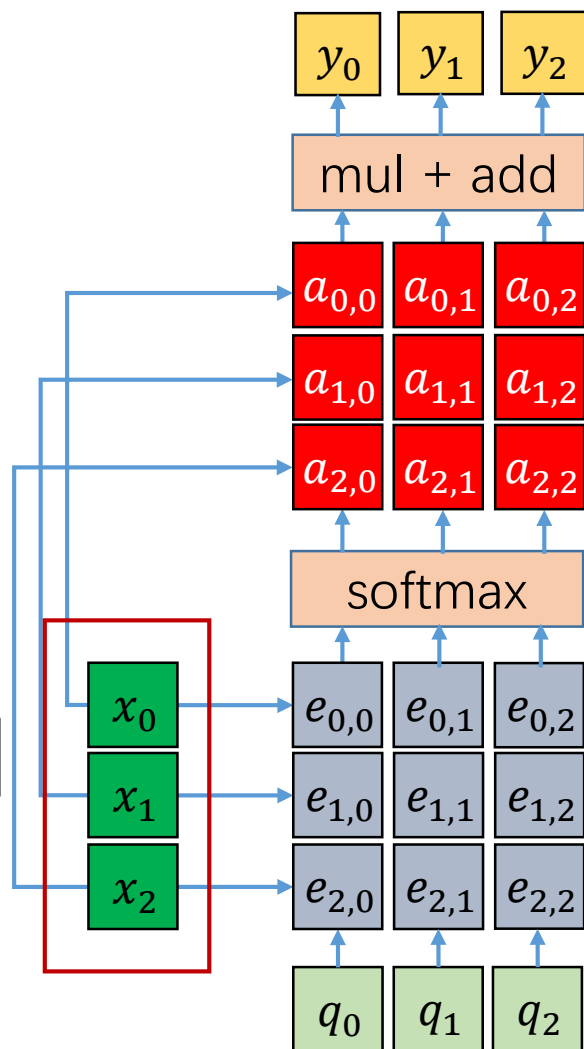 y₀ y₁ y₂
mul + add
a₀,₀ a₀,₁ a₀,₂
a₁,₀ a₁,₁ a₁,₂
a₂,₀ a₂,₁ a₂,₂
softmax
x₀ e₀,₀ e₀,₁ e₀,₂
x₁ e₁,₀ e₁,₁ e₁,₂
x₂ e₂,₀ e₂,₁ e₂,₂
q₀ q₁ q₂